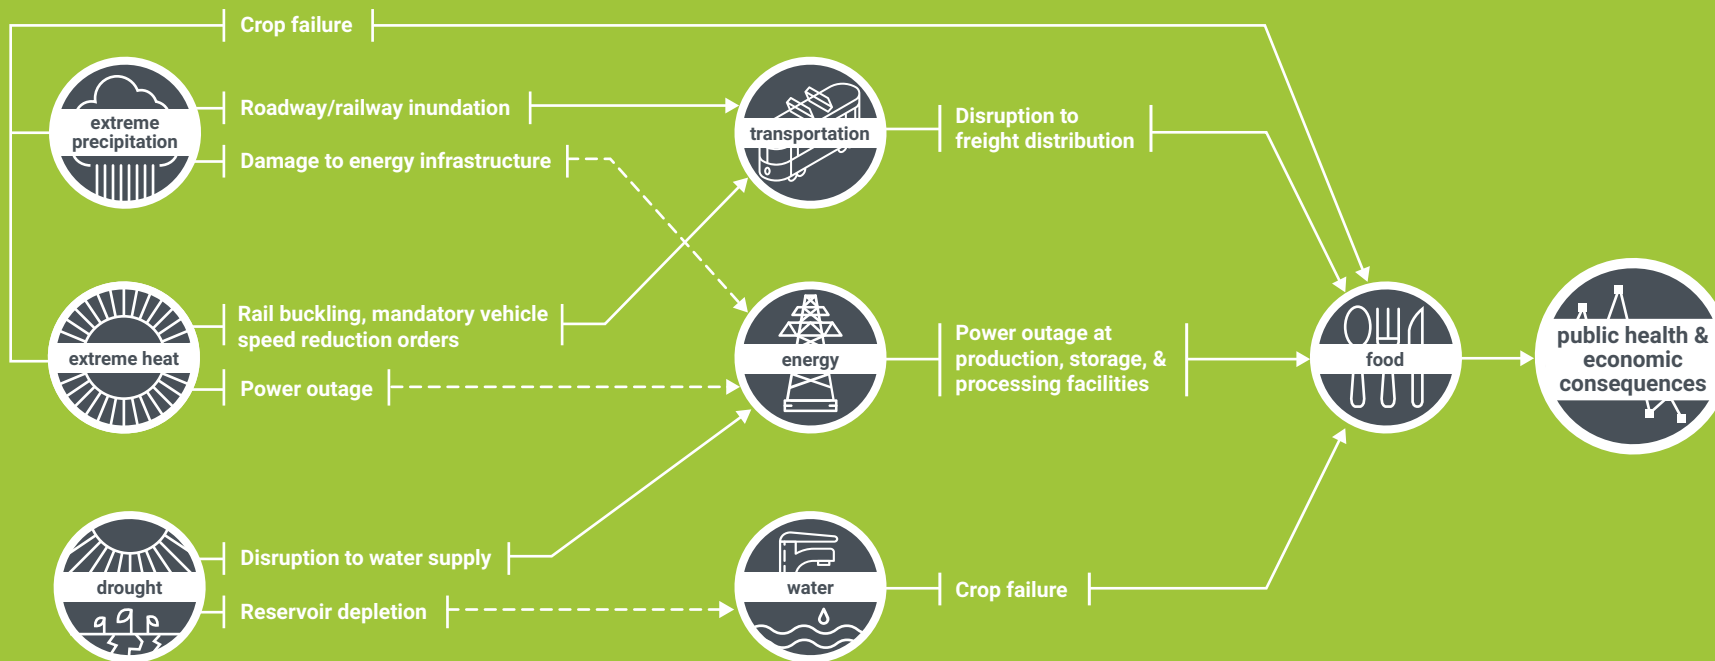 Crop failure
extreme
precipitation
Roadway/railway inundation
Damage to energy infrastructure
transportation
Disruption to
freight distribution
extreme heat
Rail buckling, mandatory vehicle
speed reduction orders
Power outage
energy
Power outage at
production, storage, &
processing facilities
food
public health &
economic
consequences
drought
Disruption to water supply
Reservoir depletion
water
Crop failure